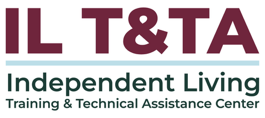 IL T&TA
Independent Living
Training & Technical Assistance Center